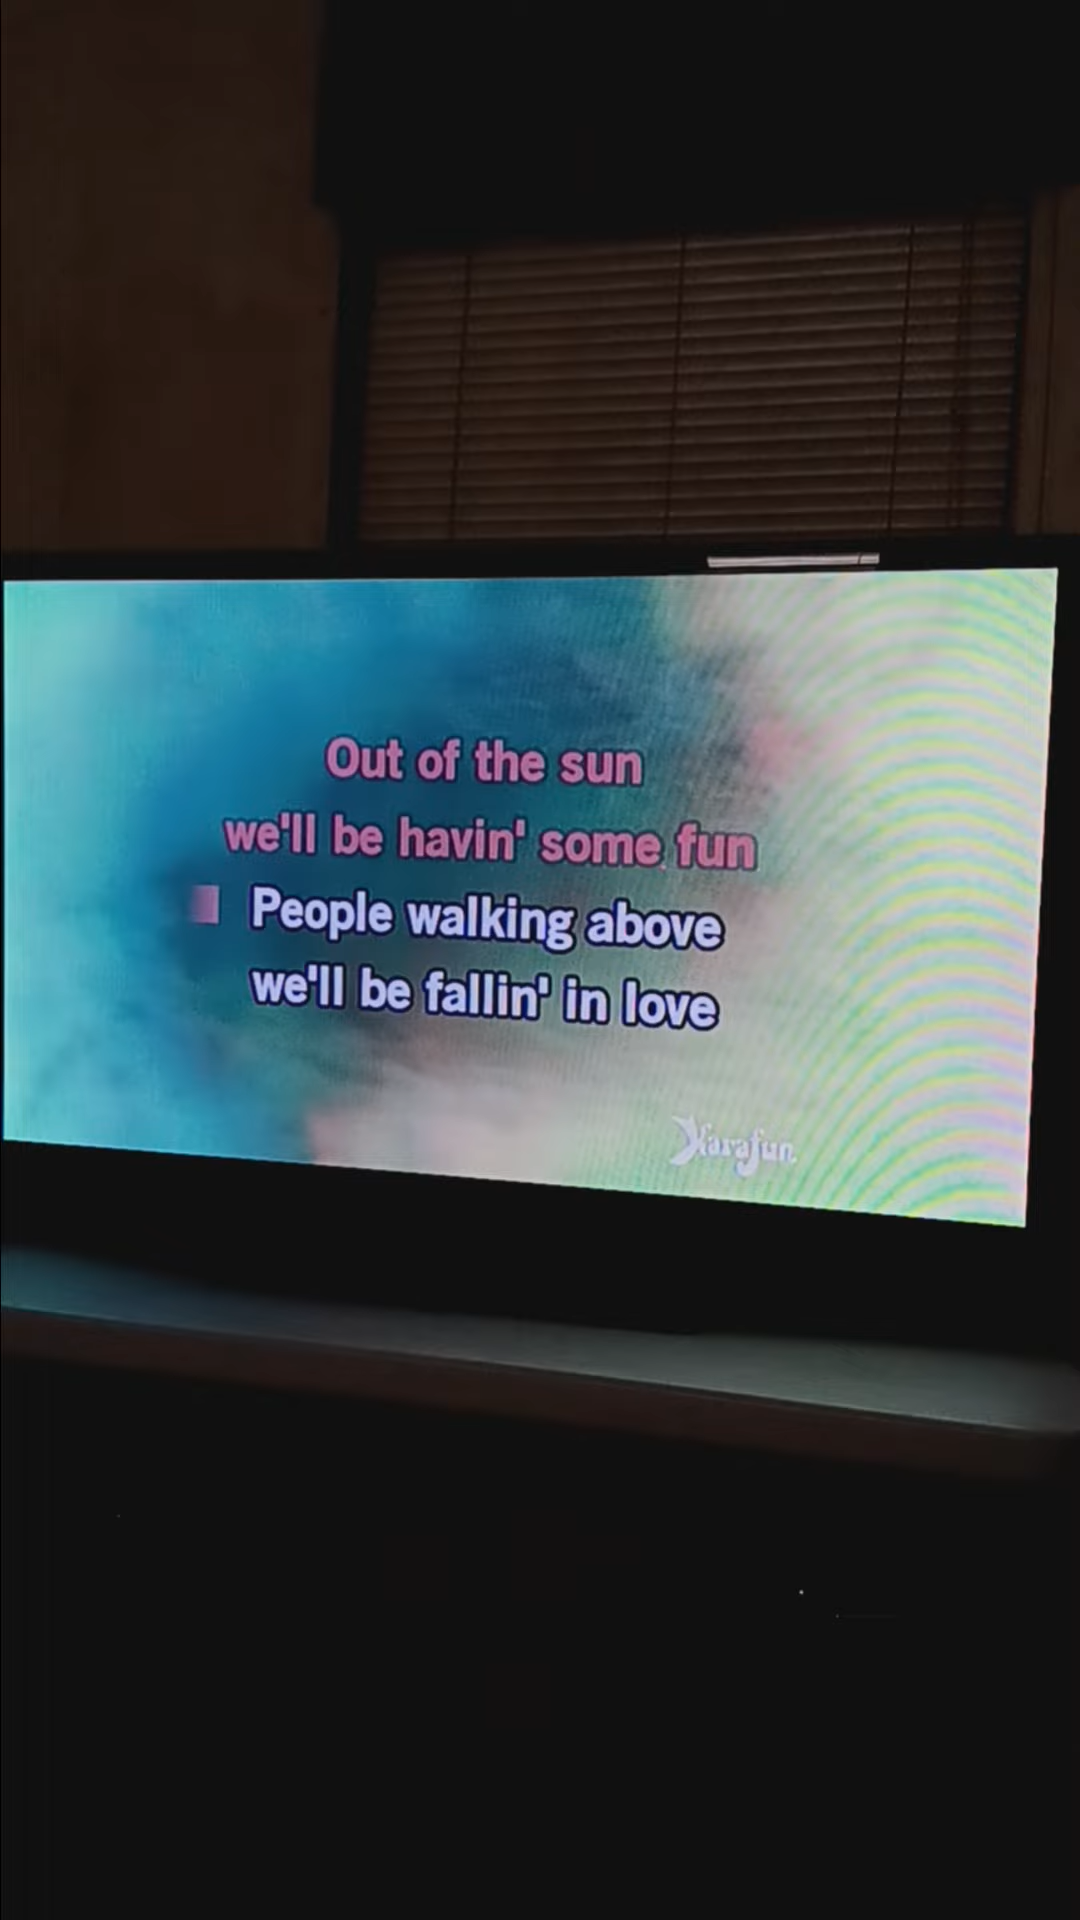 Out of the sun
we'll be havin' some fun
People walking above
we'll be fallin' in love
Karafun